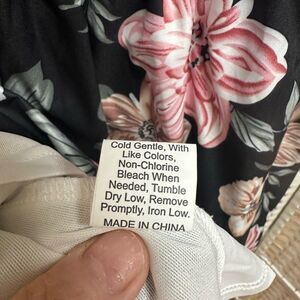 Cold Gentle, With
Like Colors,
Non-Chlorine
Bleach When
Needed, Tumble
Dry Low, Remove
Promptly, Iron Low.
MADE IN CHINA